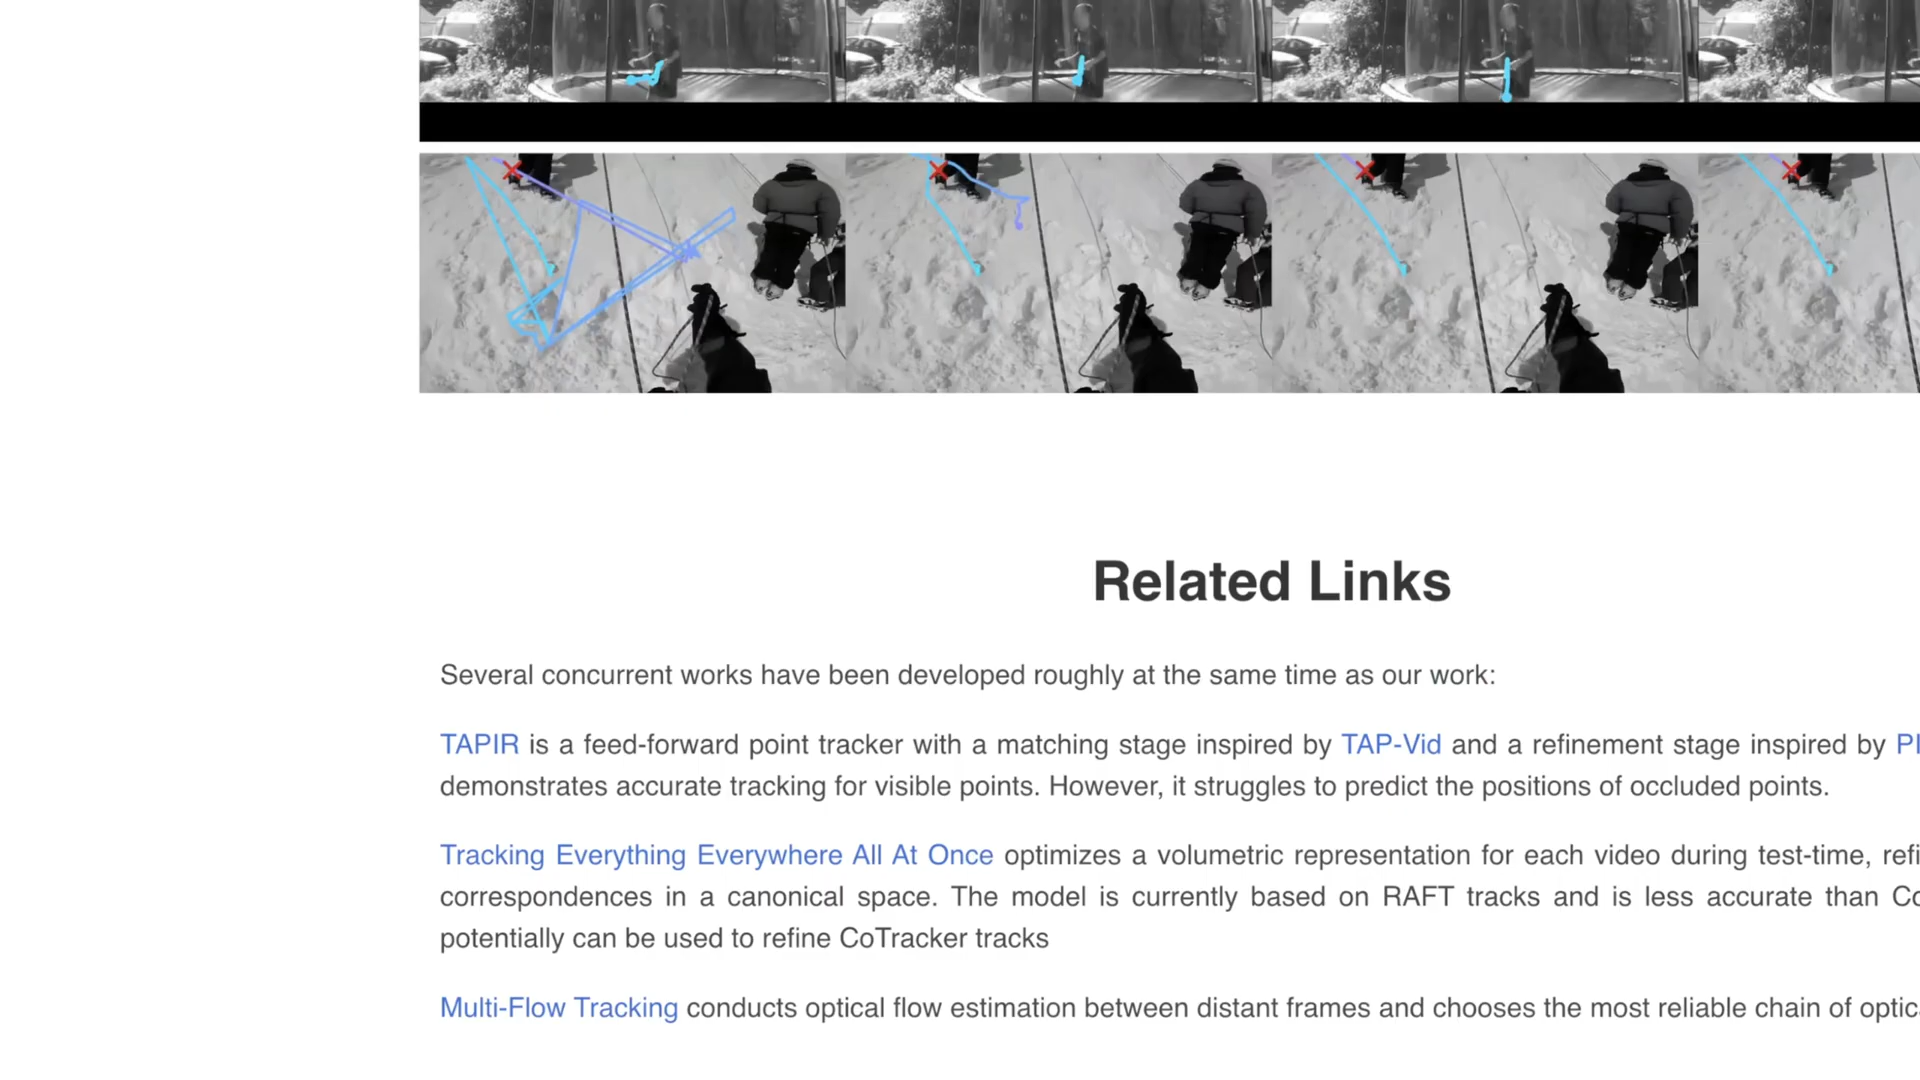 Related Links
Several concurrent works have been developed roughly at the same time as our work:
TAPIR is a feed-forward point tracker with a matching stage inspired by TAP-Vid and a refinement stage inspired by
demonstrates accurate tracking for visible points. However, it struggles to predict the positions of occluded points.
Tracking Everything Everywhere All At Once optimizes a volumetric representation for each video during test-time,
correspondences in a canonical space. The model is currently based on RAFT tracks and is less accurate than
potentially can be used to refine CoTracker tracks
Multi-Flow Tracking conducts optical flow estimation between distant frames and chooses the most reliable chain of